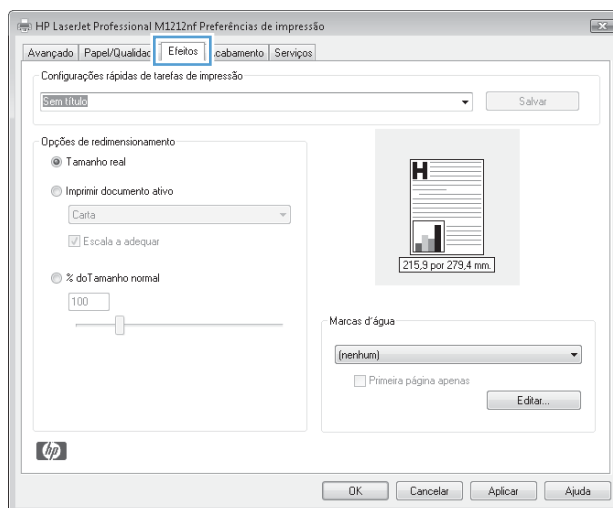 HP LaserJet Professional M1212nf Preferências de impressão
Avançado Papel/Qualidad Efeitos cabamento Serviços
Configurações rápidas de tarefas de impressão
Sem título Salvar
Opções de redimensionamento
Tamanho real
Imprimir documento ativo
Carta
Escala a adequar
% doTamanho normal
100
H
215,9 por 279,4 mm.
Marcas d'água
(nenhum)
Primeira página apenas
Editar...
hp
OK Cancelar Aplicar Ajuda